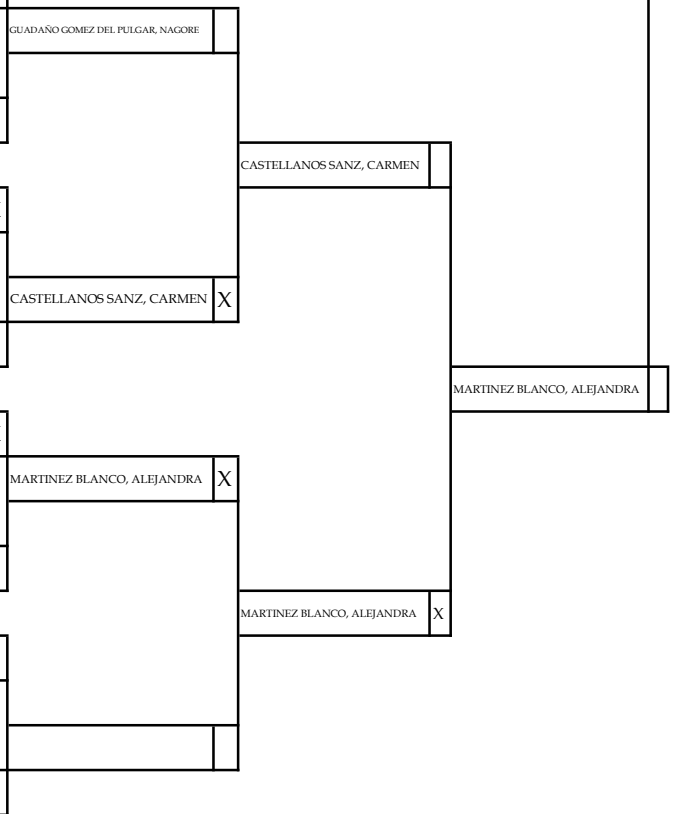 GUADAÑO GOMEZ DEL PULGAR, NAGORE
CASTELLANOS SANZ, CARMEN
CASTELLANOS SANZ, CARMEN X
MARTINEZ BLANCO, ALEJANDRA
MARTINEZ BLANCO, ALEJANDRA X
MARTINEZ BLANCO, ALEJANDRA X